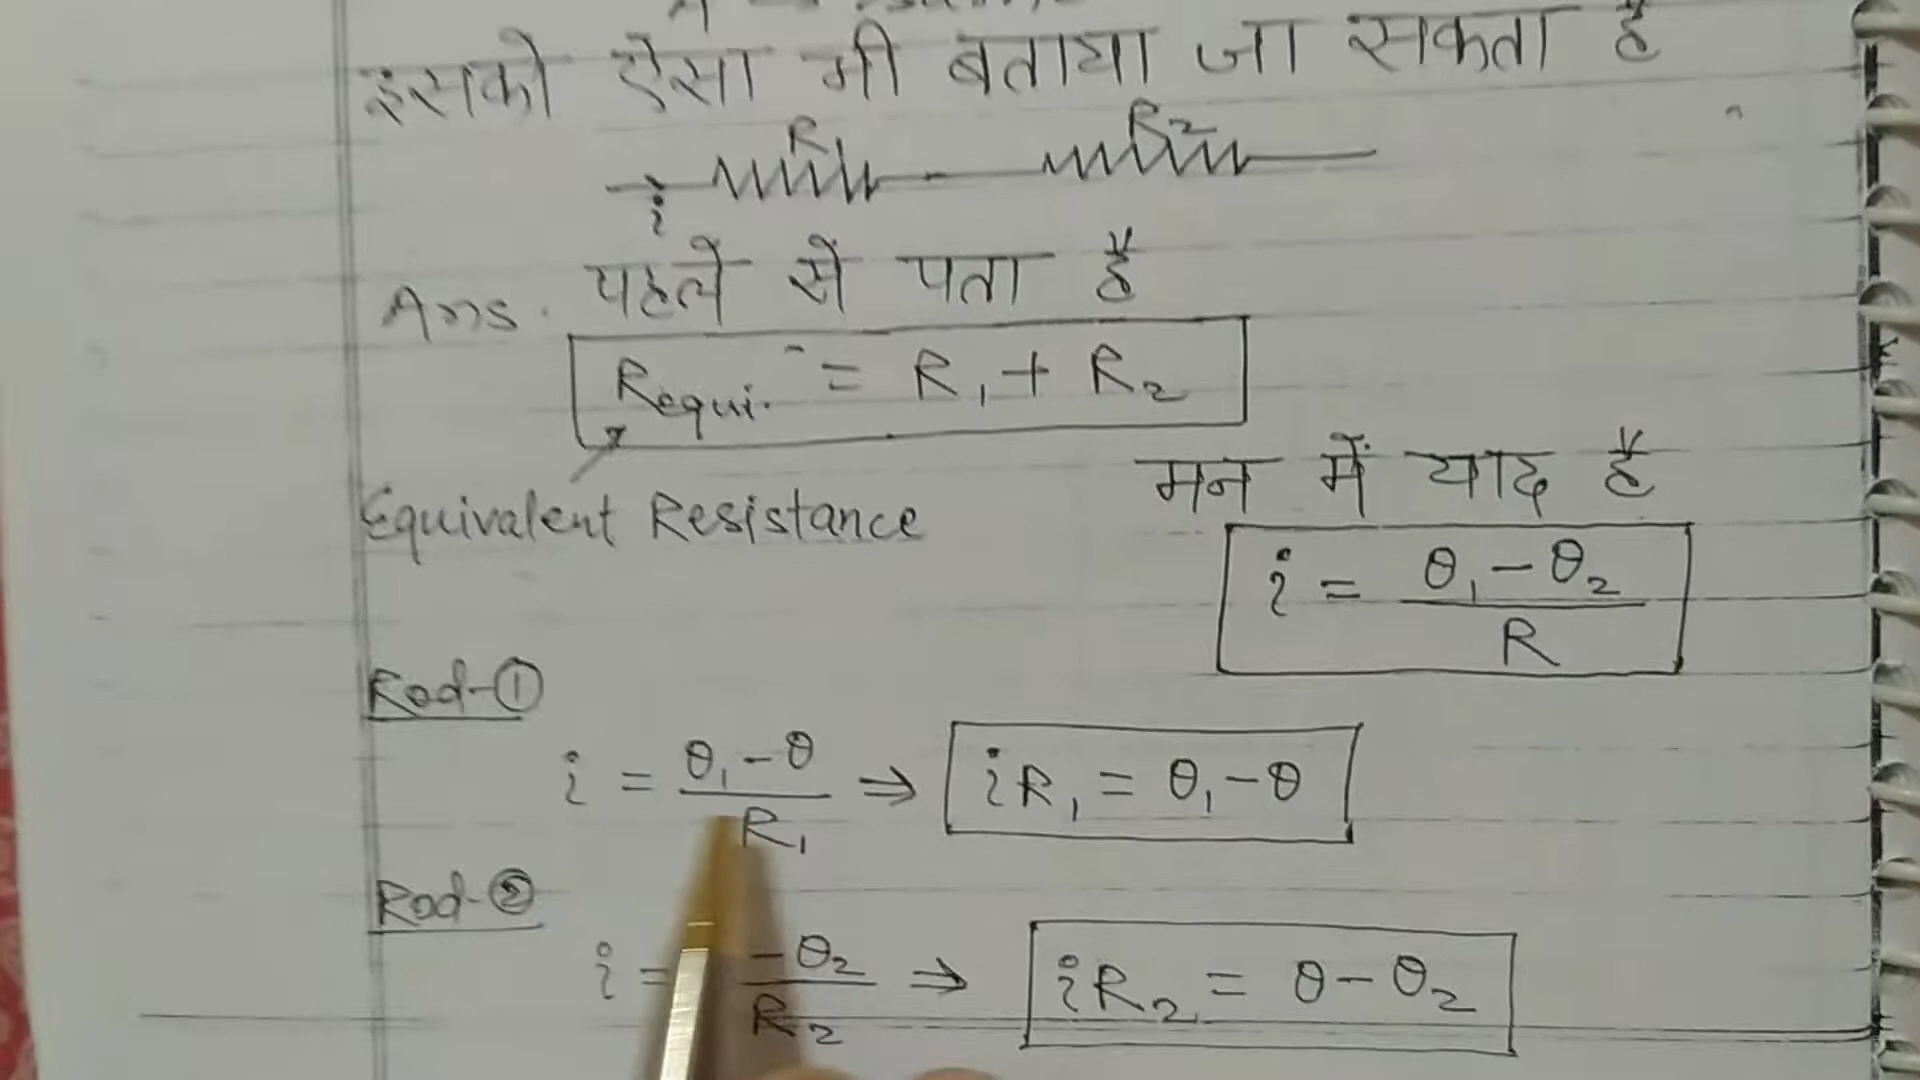 इसको ऐसा भी बताया जा सकता है
R1 R2
i
Ans. पहले से पता है
Requi. = R1 + R2
Equivalent Resistance
मन में याद है
i = θ1 - θ2 / R
Rod-①
i = θ1 - θ / R1 ⇒ iR1 = θ1 - θ
Rod-②
i = - θ2 / R2 ⇒ iR2 = θ - θ2